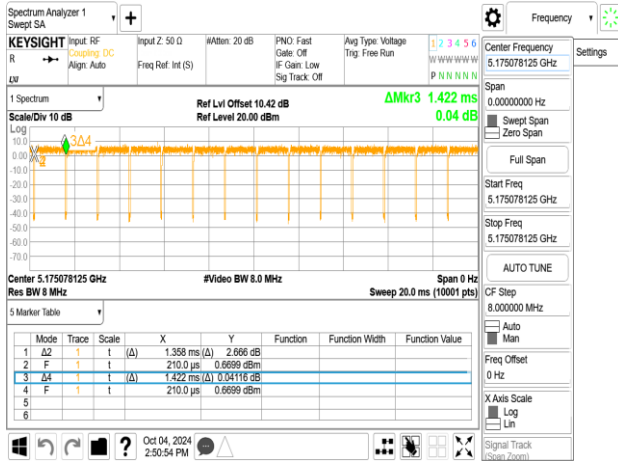 Spectrum Analyzer 1
Swept SA
▼
+
Frequency ▼
Settings
KEYSIGHT
R
Input: RF
Coupling: DC
Align: Auto
Input Z: 50 Ω
Freq Ref: Int (S)
#Atten: 20 dB
PNO: Fast
Gate: Off
IF Gain: Low
Sig Track: Off
Avg Type: Voltage
Trig: Free Run
1 2 3 4 5 6
W W W W W W
P N N N N N
LXI
1 Spectrum ▼
Scale/Div 10 dB
Ref Lvl Offset 10.42 dB
Ref Level 20.00 dBm
ΔMkr3 1.422 ms
0.04 dB
Log
10.0
0.00
-10.0
-20.0
-30.0
-40.0
-50.0
-60.0
-70.0
3Δ4
Center 5.175078125 GHz
Res BW 8 MHz
#Video BW 8.0 MHz
Span 0 Hz
Sweep 20.0 ms (10001 pts)
5 Marker Table ▼
Mode Trace Scale X Y Function Function Width Function Value
1 Δ2 1 t (Δ) 1.358 ms (Δ) 2.666 dB
2 F 1 t 210.0 µs 0.6699 dBm
3 Δ4 1 t (Δ) 1.422 ms (Δ) 0.04116 dB
4 F 1 t 210.0 µs 0.6699 dBm
5
6
Oct 04, 2024
2:50:54 PM
?
Center Frequency
5.175078125 GHz
Span
0.00000000 Hz
Swept Span
Zero Span
Full Span
Start Freq
5.175078125 GHz
Stop Freq
5.175078125 GHz
AUTO TUNE
CF Step
8.000000 MHz
Auto
Man
Freq Offset
0 Hz
X Axis Scale
Log
Lin
Signal Track
(Span Zoom)